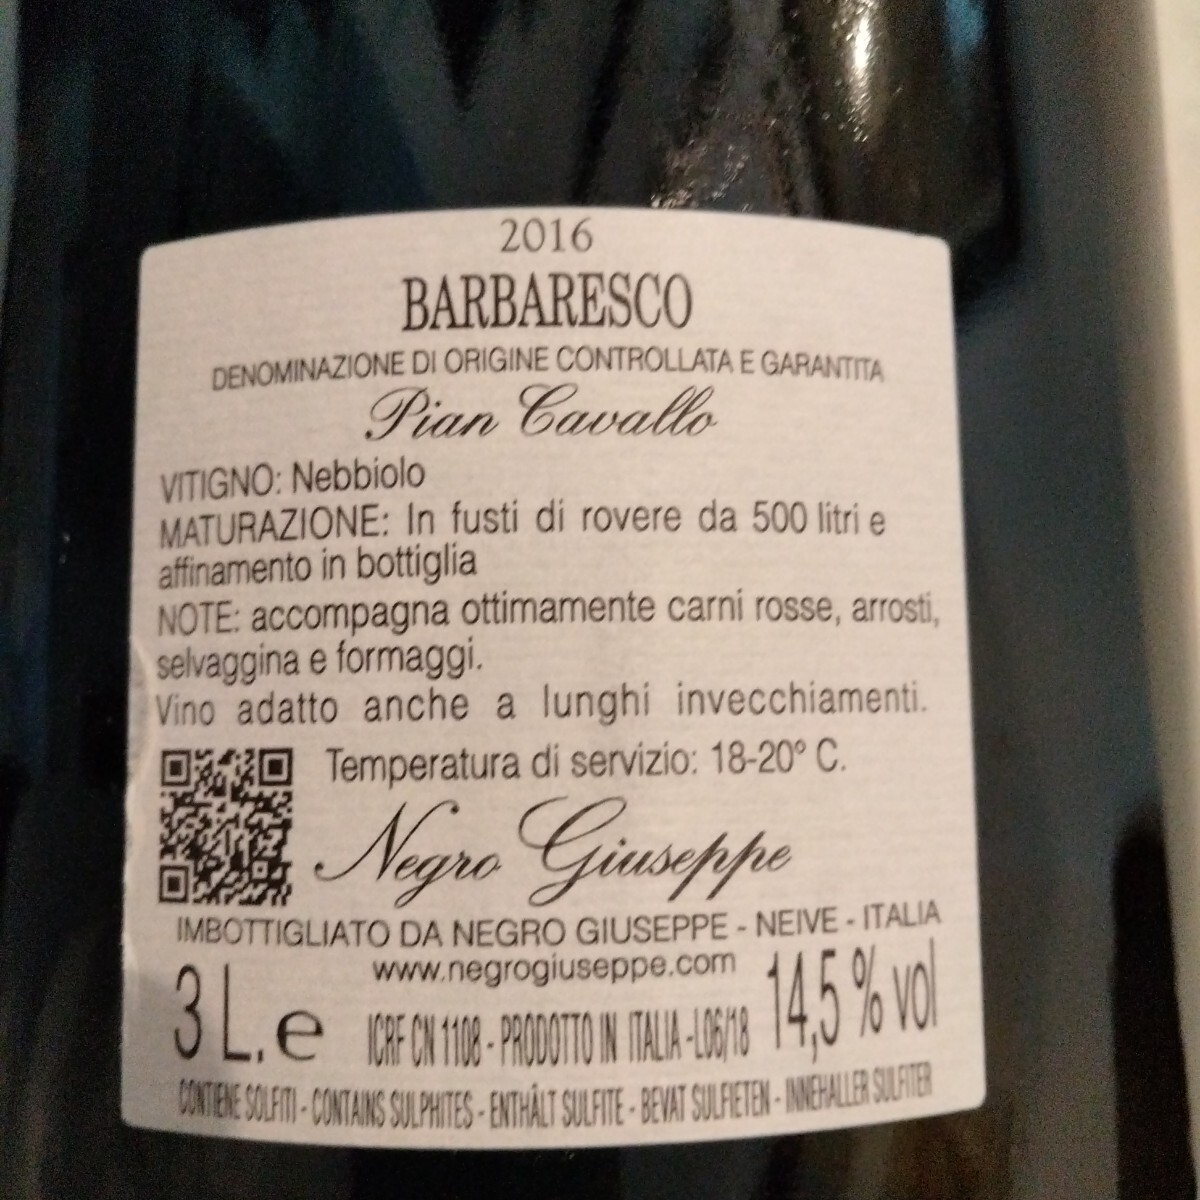 2016
BARBARESCO
DENOMINAZIONE DI ORIGINE CONTROLLATA E GARANTITA
Pian Cavallo
VITIGNO: Nebbiolo
MATURAZIONE: In fusti di rovere da 500 litri e
affinamento in bottiglia
NOTE: accompagna ottimamente carni rosse, arrosti,
selvaggina e formaggi.
Vino adatto anche a lunghi invecchiamenti.
Temperatura di servizio: 18-20° C.
Negro Giuseppe
IMBOTTIGLIATO DA NEGRO GIUSEPPE - NEIVE - ITALIA
www.negrogiuseppe.com
3 L. e ICRF CN 1108 - PRODOTTO IN ITALIA -L06/18 14,5 % vol
CONTIENE SOLFITI - CONTAINS SULPHITES - ENTHÄLT SULFITE - BEVAT SULFIETEN - INNEHALLER SULFITER